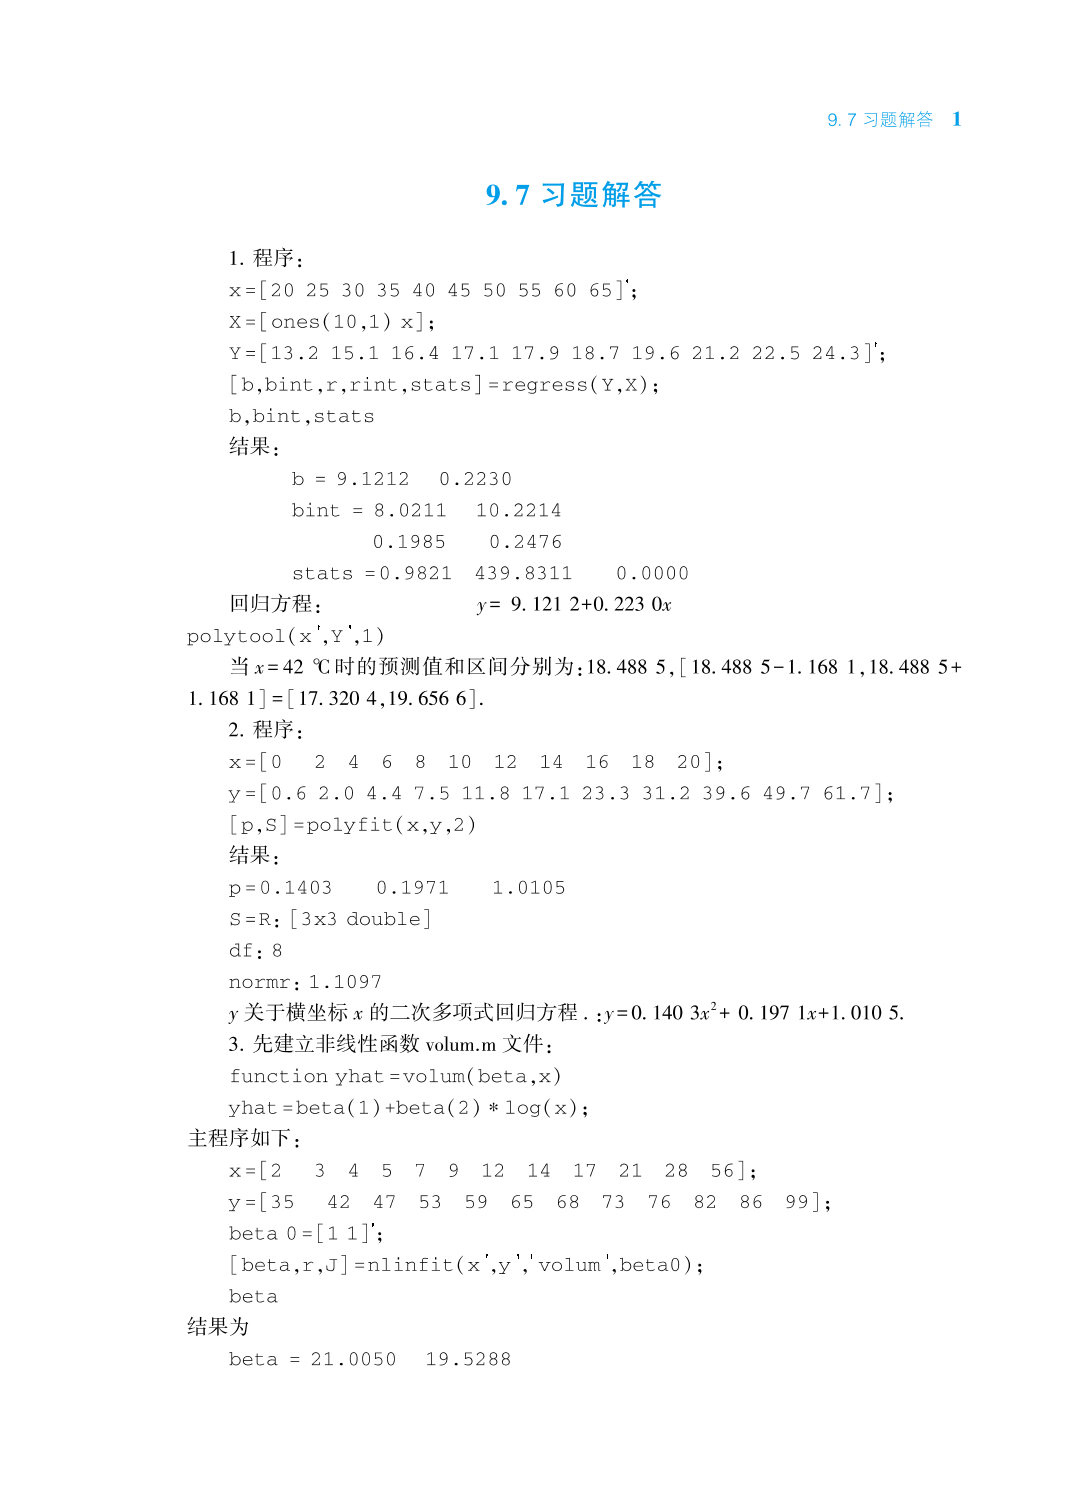 9. 7 习题解答 1
9. 7 习题解答
1. 程序:
x=[20 25 30 35 40 45 50 55 60 65]';
X=[ones(10,1) x];
Y=[13.2 15.1 16.4 17.1 17.9 18.7 19.6 21.2 22.5 24.3]';
[b,bint,r,rint,stats]=regress(Y,X);
b,bint,stats
结果:
b = 9.1212 0.2230
bint = 8.0211 10.2214
0.1985 0.2476
stats =0.9821 439.8311 0.0000
回归方程: y= 9. 121 2+0. 223 0x
polytool(x',Y',1)
当 x=42 ℃时的预测值和区间分别为:18. 488 5,[18. 488 5-1. 168 1,18. 488 5+
1. 168 1]=[17. 320 4,19. 656 6].
2. 程序:
x=[0 2 4 6 8 10 12 14 16 18 20];
y=[0.6 2.0 4.4 7.5 11.8 17.1 23.3 31.2 39.6 49.7 61.7];
[p,S]=polyfit(x,y,2)
结果:
p=0.1403 0.1971 1.0105
S=R: [3x3 double]
df: 8
normr: 1.1097
y 关于横坐标 x 的二次多项式回归方程 . :y=0. 140 3x²+ 0. 197 1x+1. 010 5.
3. 先建立非线性函数 volum.m 文件:
function yhat=volum(beta,x)
yhat=beta(1)+beta(2)*log(x);
主程序如下:
x=[2 3 4 5 7 9 12 14 17 21 28 56];
y=[35 42 47 53 59 65 68 73 76 82 86 99];
beta 0=[1 1]';
[beta,r,J]=nlinfit(x',y','volum',beta0);
beta
结果为
beta = 21.0050 19.5288